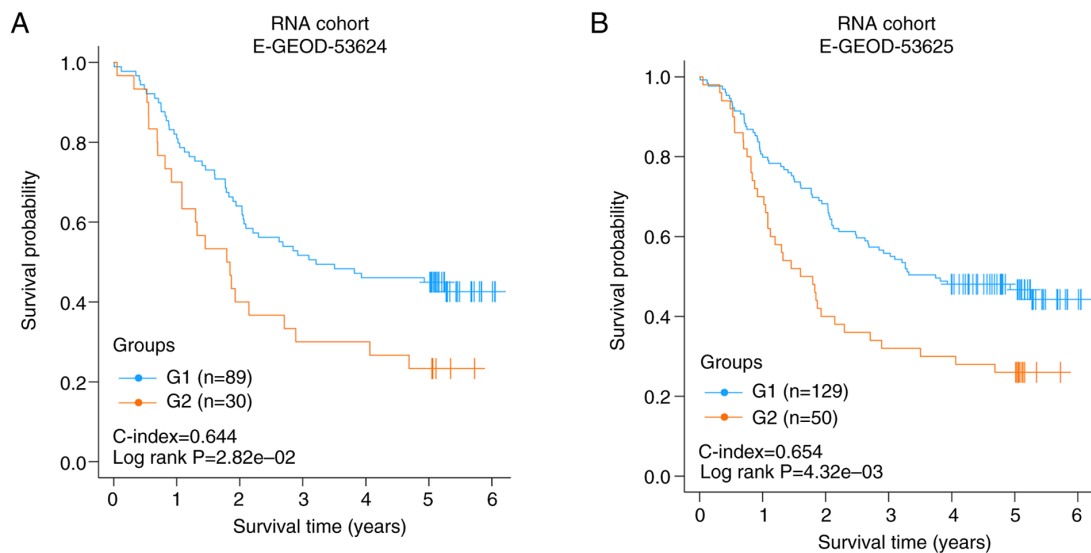 A
RNA cohort
E-GEOD-53624
Survival probability
1.0
0.8
0.6
0.4
0.2
0.0
Groups
G1 (n=89)
G2 (n=30)
C-index=0.644
Log rank P=2.82e–02
0 1 2 3 4 5 6
Survival time (years)
B
RNA cohort
E-GEOD-53625
Survival probability
1.0
0.8
0.6
0.4
0.2
0.0
Groups
G1 (n=129)
G2 (n=50)
C-index=0.654
Log rank P=4.32e–03
0 1 2 3 4 5 6
Survival time (years)